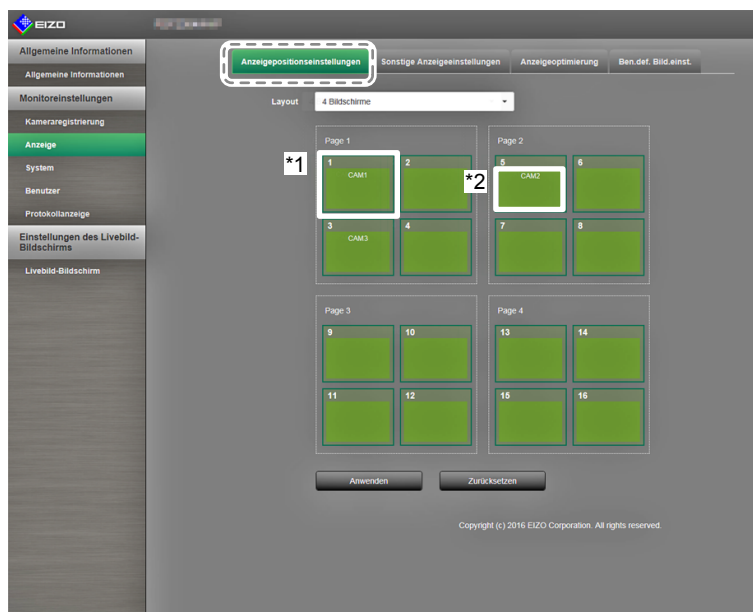 EIZO
Allgemeine Informationen
Allgemeine Informationen
Monitoreinstellungen
Kameraregistrierung
Anzeige
System
Benutzer
Protokollanzeige
Einstellungen des Livebild-
Bildschirms
Livebild-Bildschirm
Anzeigepositionseinstellungen Sonstige Anzeigeeinstellungen Anzeigeoptimierung Ben.def. Bild.einst.
Layout 4 Bildschirme
Page 1
*1
1 CAM1
2
3 CAM3
4
Page 2
*2
5 CAM2
6
7
8
Page 3
9
10
11
12
Page 4
13
14
15
16
Anwenden Zurücksetzen
Copyright (c) 2016 EIZO Corporation. All rights reserved.